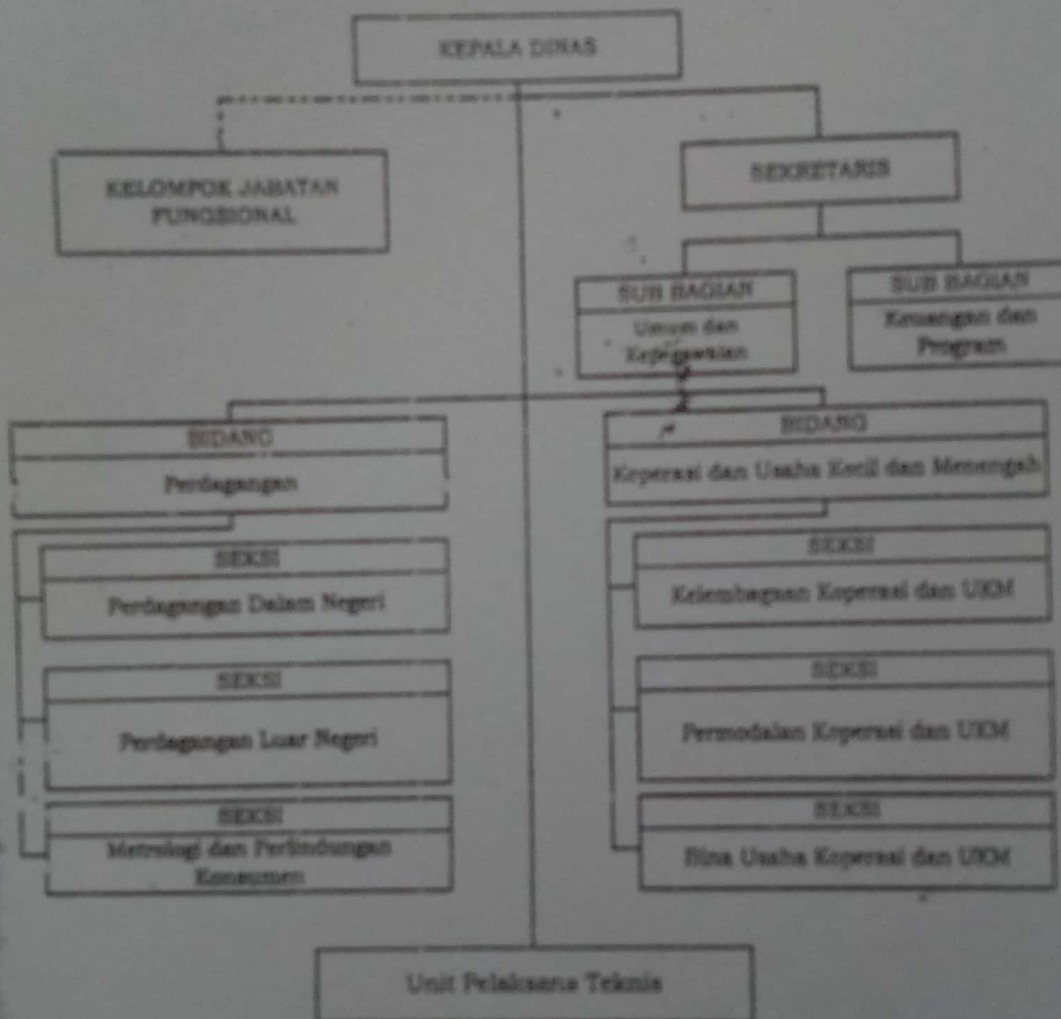 KEPALA DINAS
KELOMPOK JABATAN
FUNGSIONAL
SEKRETARIS
SUB BAGIAN
Umum dan
Kepegawaian
SUB BAGIAN
Keuangan dan
Program
BIDANG
Perdagangan
SEKSI
Perdagangan Dalam Negeri
SEKSI
Perdagangan Luar Negeri
SEKSI
Metrologi dan Perlindungan
Konsumen
BIDANG
Koperasi dan Usaha Kecil dan Menengah
SEKSI
Kelembagaan Koperasi dan UKM
SEKSI
Permodalan Koperasi dan UKM
SEKSI
Bina Usaha Koperasi dan UKM
Unit Pelaksana Teknis